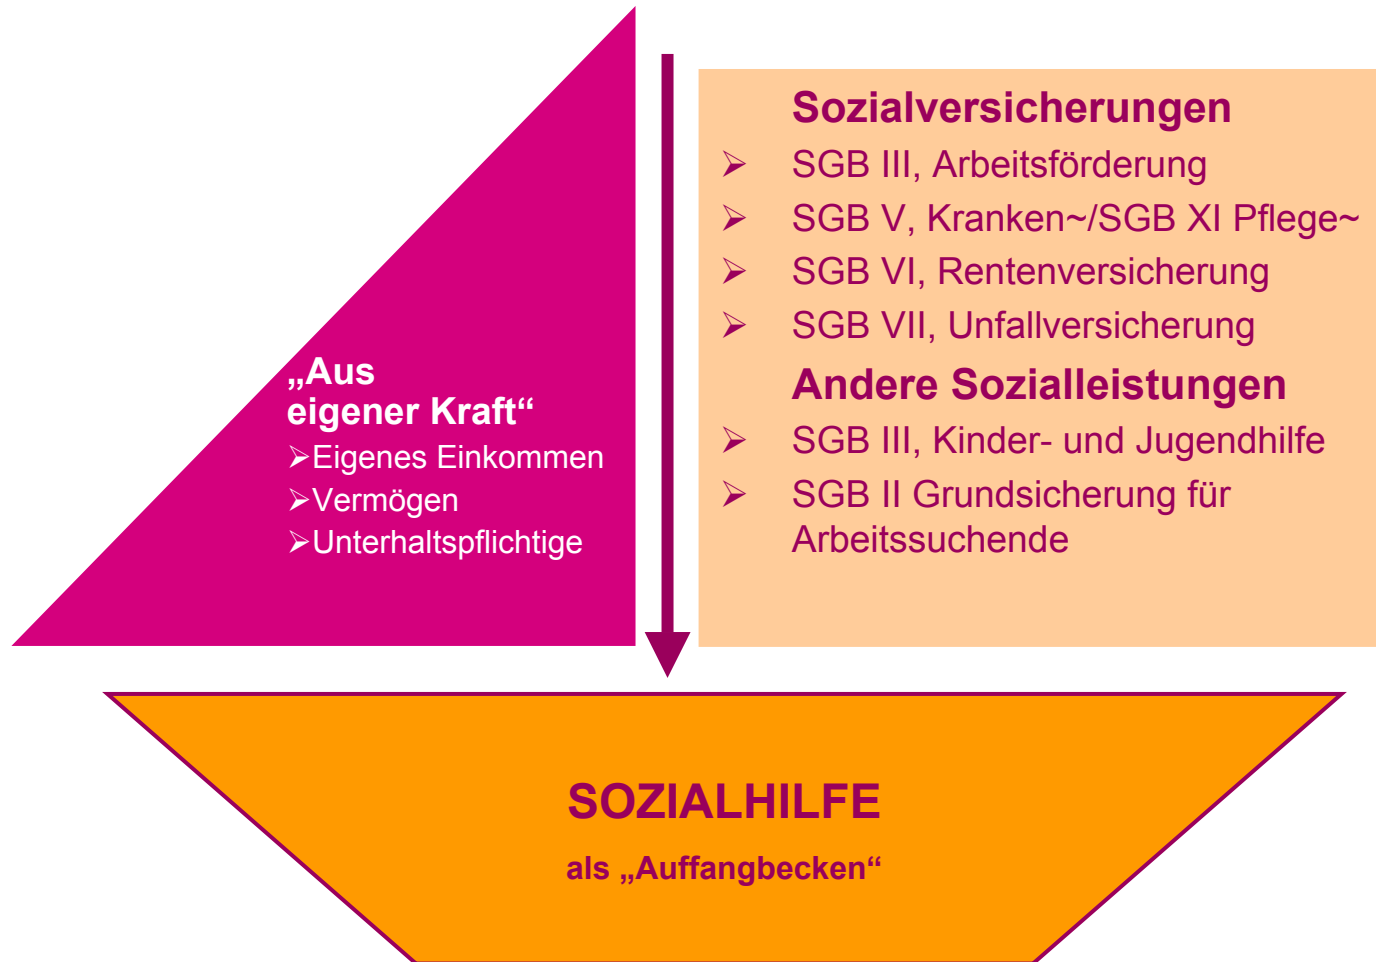 „Aus
eigener Kraft“
➢Eigenes Einkommen
➢Vermögen
➢Unterhaltspflichtige
Sozialversicherungen
➢ SGB III, Arbeitsförderung
➢ SGB V, Kranken~/SGB XI Pflege~
➢ SGB VI, Rentenversicherung
➢ SGB VII, Unfallversicherung
Andere Sozialleistungen
➢ SGB III, Kinder- und Jugendhilfe
➢ SGB II Grundsicherung für
Arbeitssuchende
SOZIALHILFE
als „Auffangbecken“